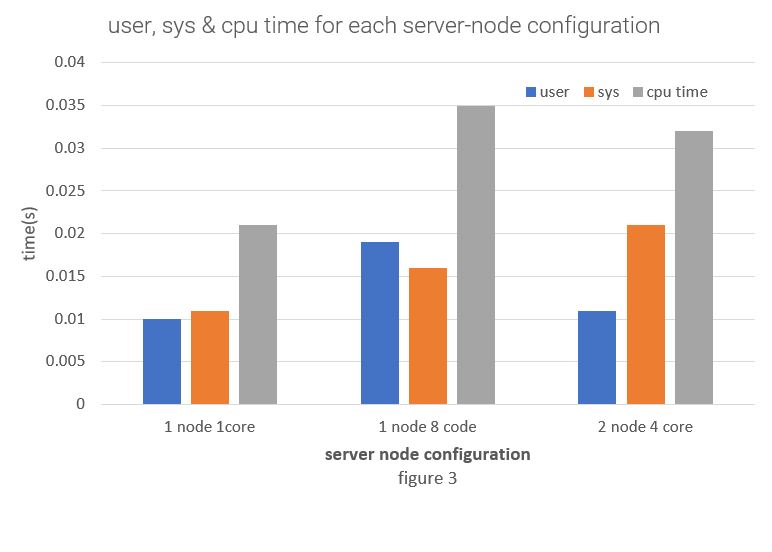 user, sys & cpu time for each server-node configuration
0.04
user sys cpu time
0.035
0.03
0.025
0.02
0.015
0.01
0.005
0
time(s)
1 node 1core 1 node 8 code 2 node 4 core
server node configuration
figure 3